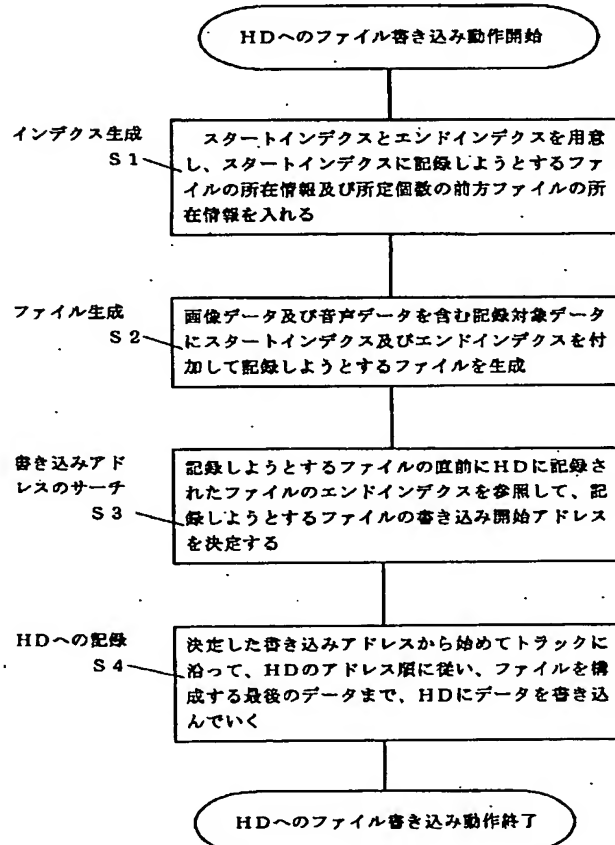 HDへのファイル書き込み動作開始
インデクス生成
S1
スタートインデクスとエンドインデクスを用意
し、スタートインデクスに記録しようとするファ
イルの所在情報及び所定個数の前方ファイルの所
在情報を入れる
ファイル生成
S2
画像データ及び音声データを含む記録対象データ
にスタートインデクス及びエンドインデクスを付
加して記録しようとするファイルを生成
書き込みアド
レスのサーチ
S3
記録しようとするファイルの直前にHDに記録さ
れたファイルのエンドインデクスを参照して、記
録しようとするファイルの書き込み開始アドレス
を決定する
HDへの記録
S4
決定した書き込みアドレスから始めてトラックに
沿って、HDのアドレス順に従い、ファイルを構
成する最後のデータまで、HDにデータを書き込
んでいく
HDへのファイル書き込み動作終了